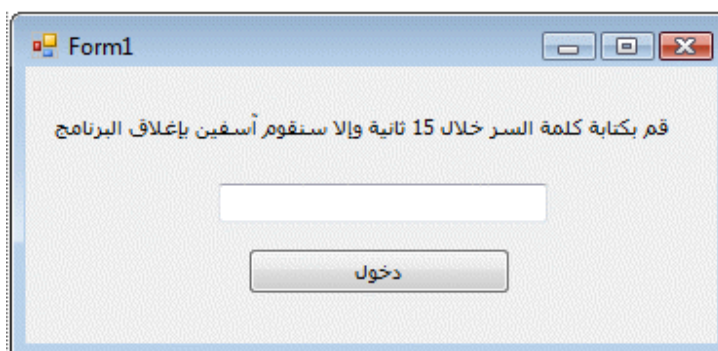 Form1
قم بكتابة كلمة السر خلال 15 ثانية وإلا سنقوم آسفين بإغلاق البرنامج
دخول